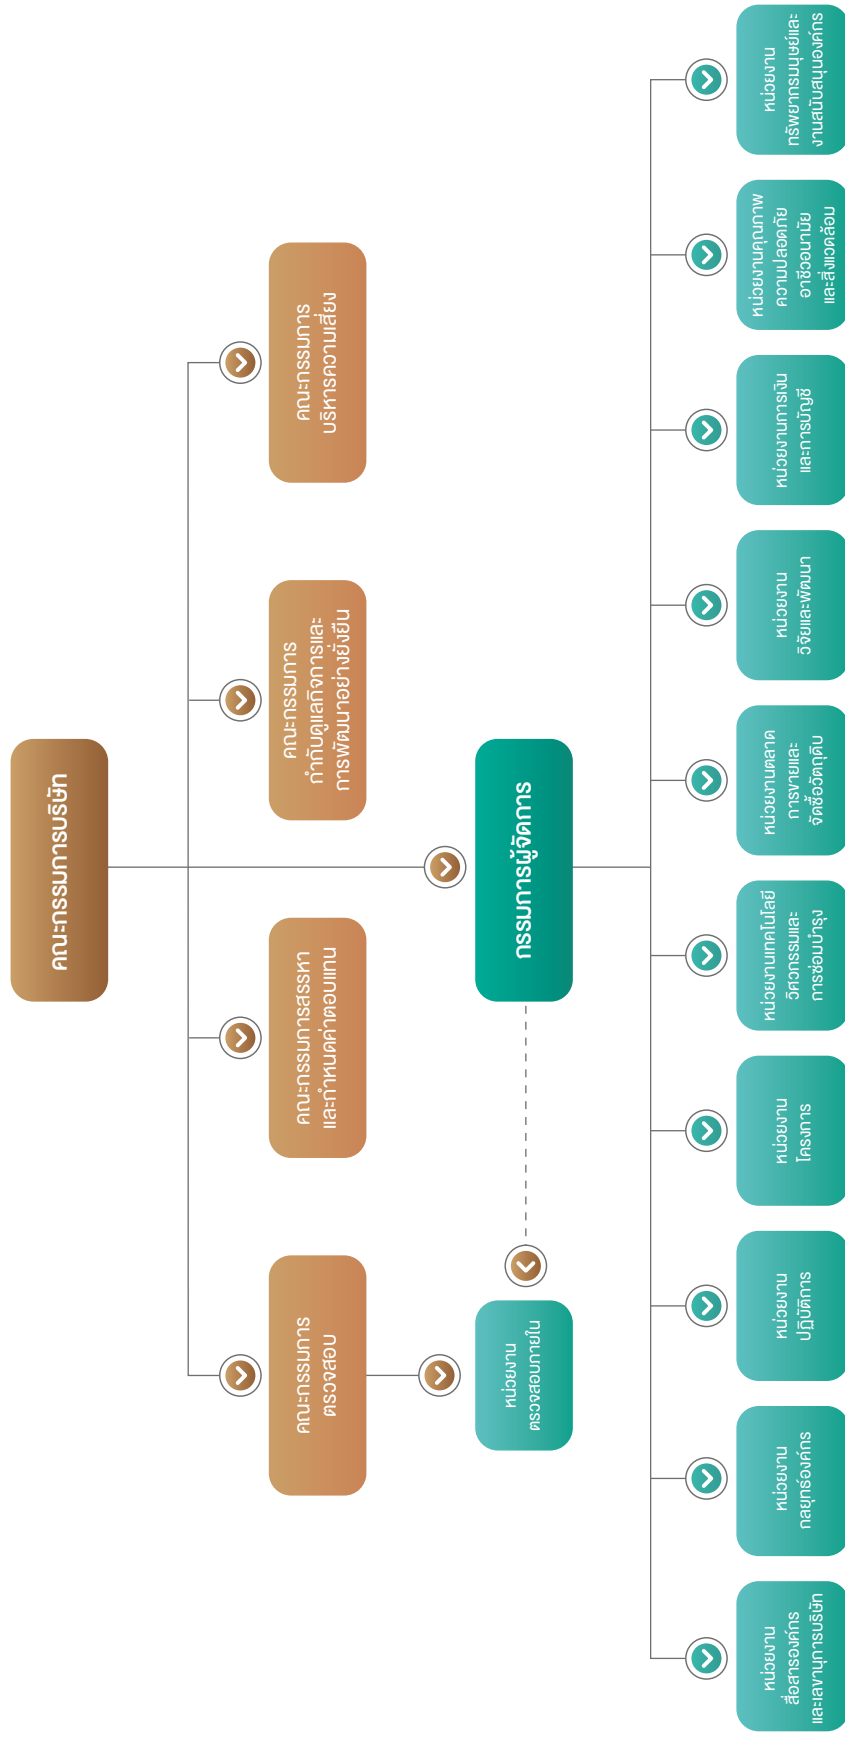 คณะกรรมการบริษัท
คณะกรรมการ
ตรวจสอบ
คณะกรรมการสรรหา
และกำหนดค่าตอบแทน
คณะกรรมการ
กำกับดูแลกิจการและ
การพัฒนาอย่างยั่งยืน
คณะกรรมการ
บริหารความเสี่ยง
หน่วยงาน
ตรวจสอบภายใน
กรรมการผู้จัดการ
หน่วยงาน
สื่อสารองค์กร
และเลขานุการบริษัท
หน่วยงาน
กลยุทธ์องค์กร
หน่วยงาน
ปฏิบัติการ
หน่วยงาน
โครงการ
หน่วยงานเทคโนโลยี
วิศวกรรมและ
การซ่อมบำรุง
หน่วยงานตลาด
การขายและ
จัดซื้อวัตถุดิบ
หน่วยงาน
วิจัยและพัฒนา
หน่วยงานการเงิน
และการบัญชี
หน่วยงานคุณภาพ
ความปลอดภัย
อาชีวอนามัย
และสิ่งแวดล้อม
หน่วยงาน
ทรัพยากรมนุษย์และ
งานสนับสนุนองค์กร